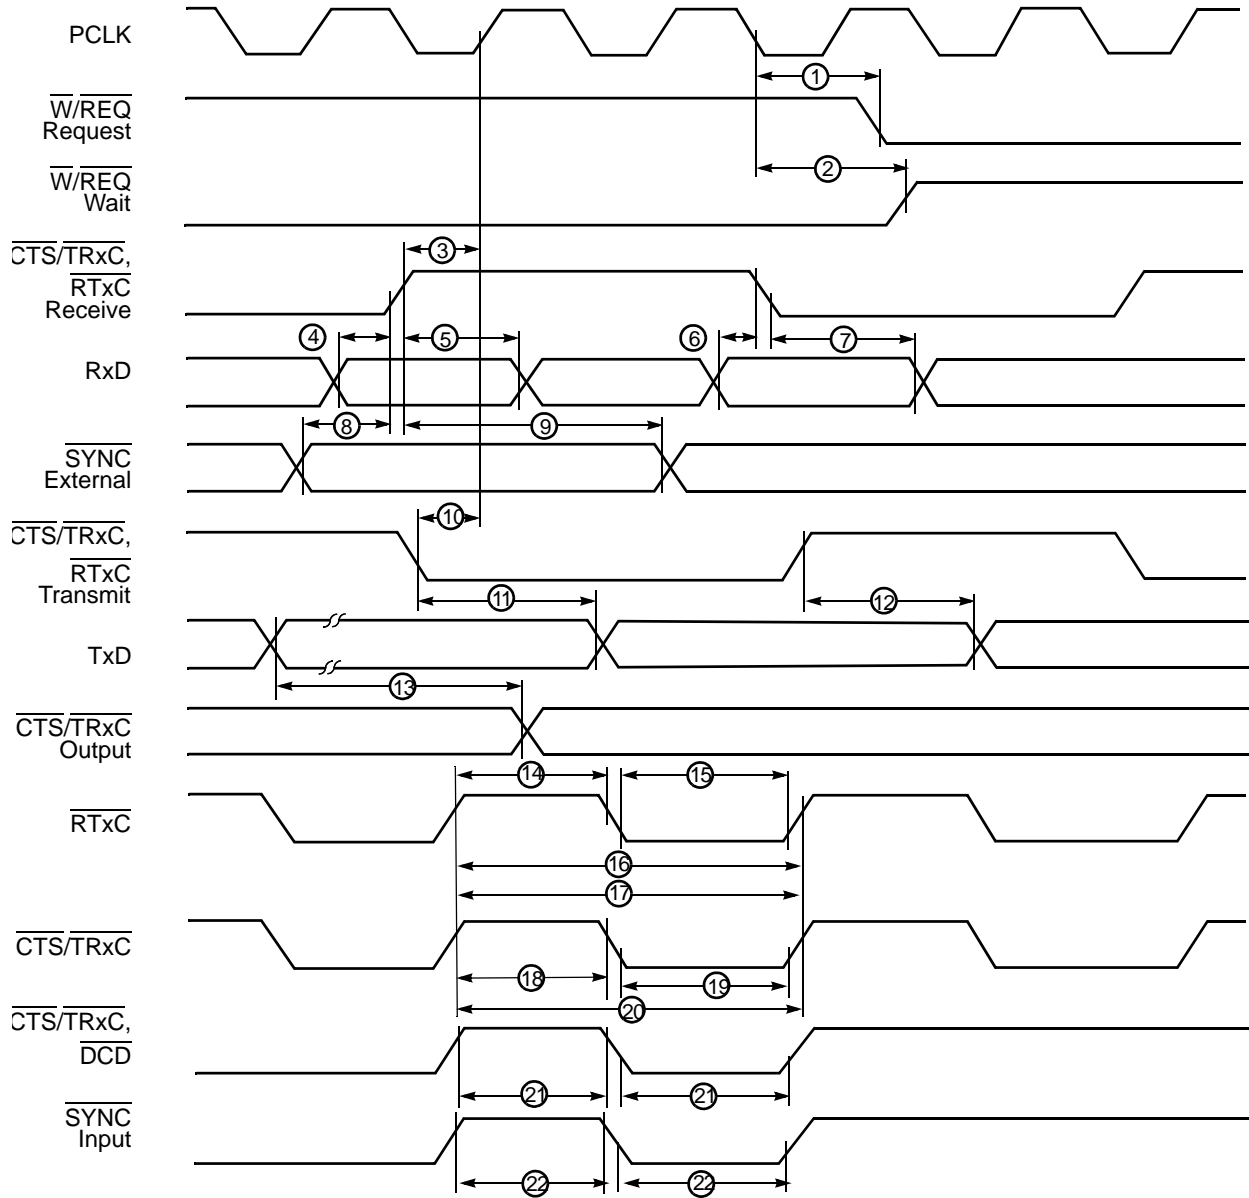 PCLK
1
W/REQ
Request
2
W/REQ
Wait
3
CTS/TRxC,
RTxC
Receive
4 5 6 7
RxD
8 9
SYNC
External
10
CTS/TRxC,
RTxC
Transmit
11 12
TxD
13
CTS/TRxC
Output
14 15
RTxC
16
17
CTS/TRxC
18 19
20
CTS/TRxC,
DCD
21 21
SYNC
Input
22 22